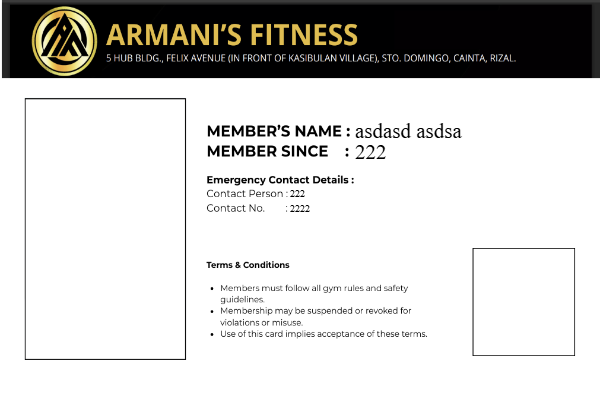 ARMANI'S FITNESS
5 HUB BLDG., FELIX AVENUE (IN FRONT OF KASIBULAN VILLAGE), STO. DOMINGO, CAINTA, RIZAL.
MEMBER'S NAME : asdasd asdsa
MEMBER SINCE : 222
Emergency Contact Details :
Contact Person : 222
Contact No. : 2222
Terms & Conditions
• Members must follow all gym rules and safety
guidelines.
• Membership may be suspended or revoked for
violations or misuse.
• Use of this card implies acceptance of these terms.